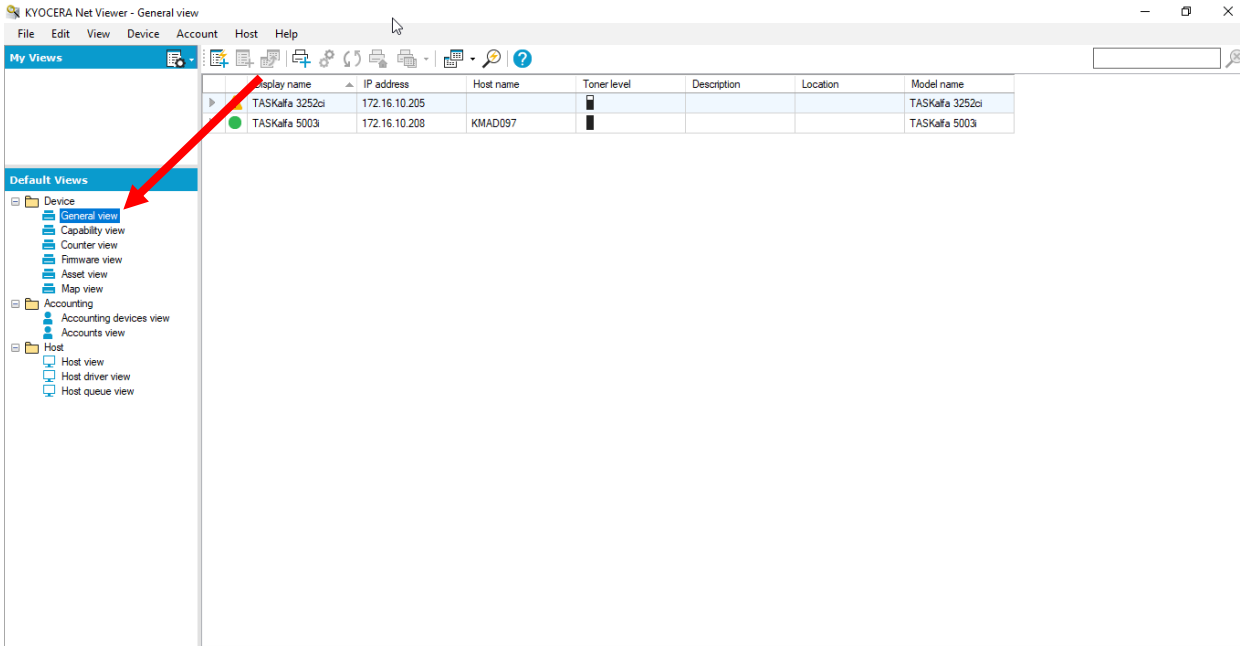 KYOCERA Net Viewer - General view
File Edit View Device Account Host Help
My Views
Display name IP address Host name Toner level Description Location Model name
TASKalfa 3252ci 172.16.10.205 TASKalfa 3252ci
TASKalfa 5003i 172.16.10.208 KMAD097 TASKalfa 5003i
Default Views
Device
General view
Capability view
Counter view
Firmware view
Asset view
Map view
Accounting
Accounting devices view
Accounts view
Host
Host view
Host driver view
Host queue view